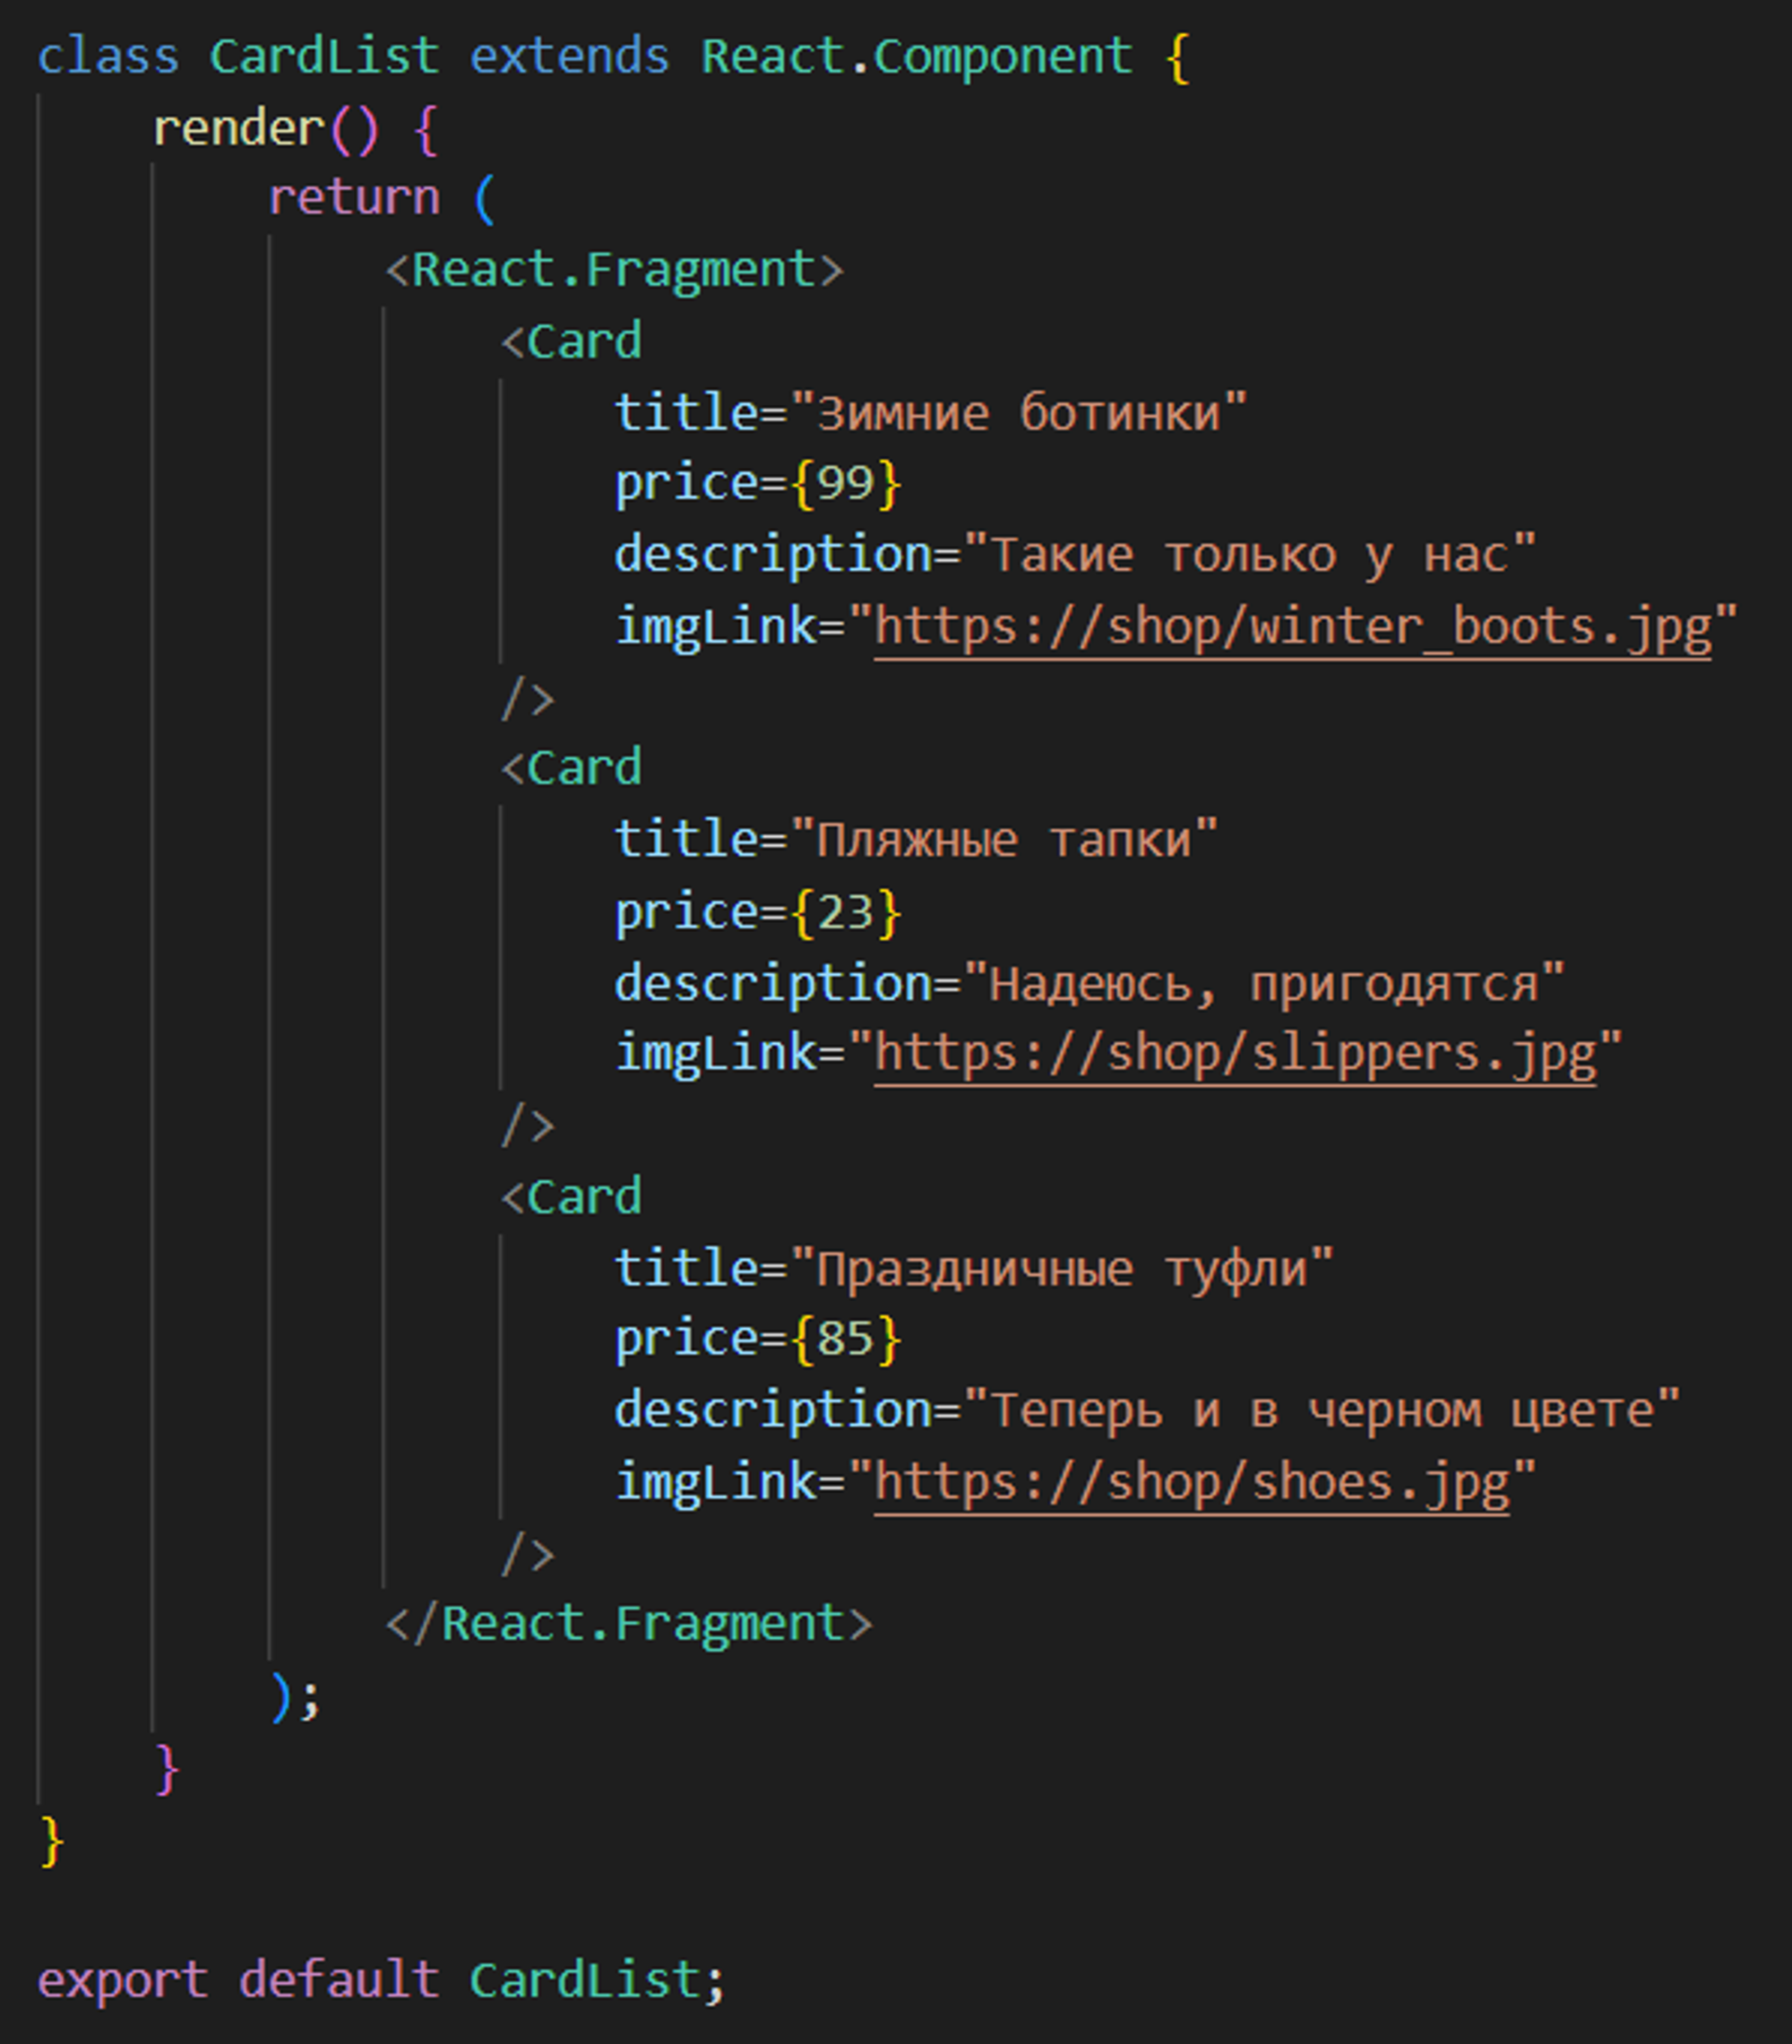 class CardList extends React.Component {
    render() {
        return (
            <React.Fragment>
                <Card
                    title="Зимние ботинки"
                    price={99}
                    description="Такие только у нас"
                    imgLink="https://shop/winter_boots.jpg"
                />
                <Card
                    title="Пляжные тапки"
                    price={23}
                    description="Надеюсь, пригодятся"
                    imgLink="https://shop/slippers.jpg"
                />
                <Card
                    title="Праздничные туфли"
                    price={85}
                    description="Теперь и в черном цвете"
                    imgLink="https://shop/shoes.jpg"
                />
            </React.Fragment>
        );
    }
}
export default CardList;